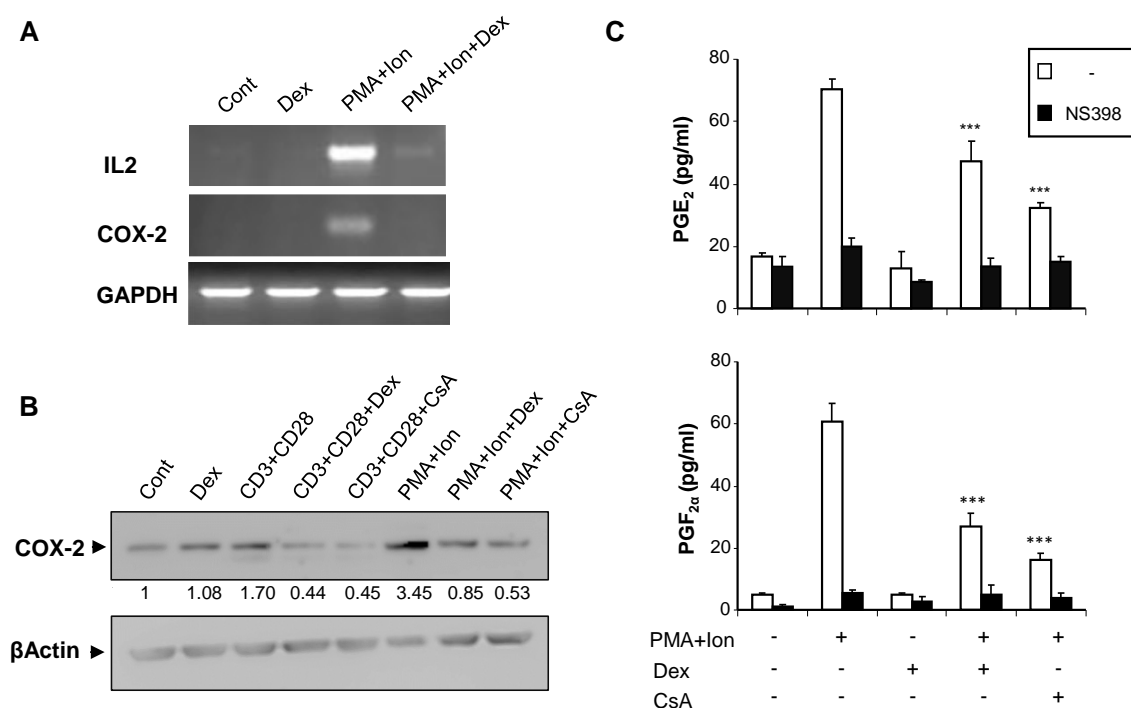 A
Cont
Dex
PMA+Ion
PMA+Ion+Dex
IL2
COX-2
GAPDH
B
Cont
Dex
CD3+CD28
CD3+CD28+Dex
CD3+CD28+CsA
PMA+Ion
PMA+Ion+Dex
PMA+Ion+CsA
COX-2
1 1.08 1.70 0.44 0.45 3.45 0.85 0.53
βActin
C
-
NS398
PGE2 (pg/ml)
80
60
40
20
0
***
***
PGF2α (pg/ml)
80
60
40
20
0
***
***
PMA+Ion - + - + +
Dex - - + + -
CsA - - - - +